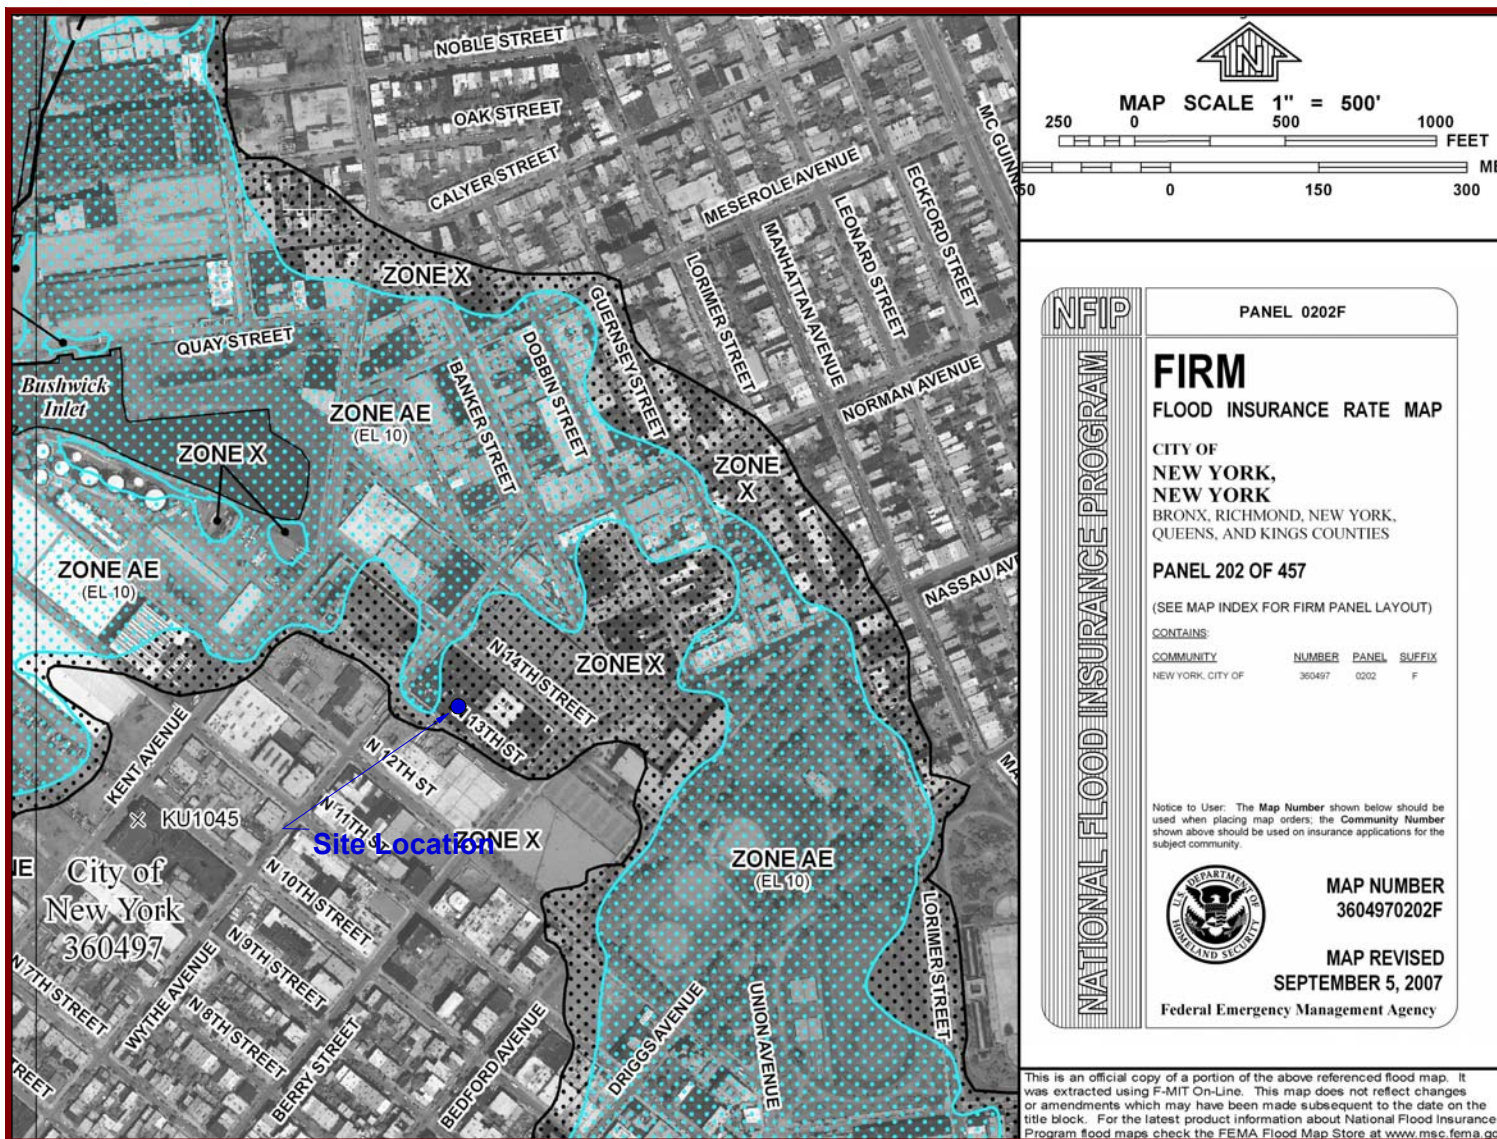 NOBLE STREET
OAK STREET
CALYER STREET
MC GUINN
MESEROLE AVENUE
ECKFORD STREET
LEONARD STREET
MANHATTAN AVENUE
LORIMER STREET
ZONE X
GUERNSEY STREET
QUAY STREET
DOBBIN STREET
BANKER STREET
NORMAN AVENUE
Bushwick
Inlet
ZONE AE
(EL 10)
ZONE X
ZONE
X
ZONE AE
(EL 10)
NASSAU AV
N 14TH STREET
ZONE X
N 13TH ST
KENT AVENUE
N 12TH ST
N 11TH ST
KU1045
Site Location
ZONE X
City of
New York
360497
N 10TH STREET
ZONE AE
(EL 10)
N 9TH STREET
N 7TH STREET
WYTHE AVENUE
N 8TH STREET
LORIMER STREET
BERRY STREET
BEDFORD AVENUE
DRIGGS AVENUE
UNION AVENUE
N
MAP SCALE 1" = 500'
250 0 500 1000
FEET
ME
0 150 300
NFIP
PANEL 0202F
NATIONAL FLOOD INSURANCE PROGRAM
FIRM
FLOOD INSURANCE RATE MAP
CITY OF
NEW YORK,
NEW YORK
BRONX, RICHMOND, NEW YORK,
QUEENS, AND KINGS COUNTIES
PANEL 202 OF 457
(SEE MAP INDEX FOR FIRM PANEL LAYOUT)
CONTAINS:
COMMUNITY NUMBER PANEL SUFFIX
NEW YORK, CITY OF 360497 0202 F
Notice to User: The Map Number shown below should be
used when placing map orders; the Community Number
shown above should be used on insurance applications for the
subject community.
U.S. DEPARTMENT OF HOMELAND SECURITY
MAP NUMBER
3604970202F
MAP REVISED
SEPTEMBER 5, 2007
Federal Emergency Management Agency
This is an official copy of a portion of the above referenced flood map. It
was extracted using F-MIT On-Line. This map does not reflect changes
or amendments which may have been made subsequent to the date on the
title block. For the latest product information about National Flood Insurance
Program flood maps check the FEMA Flood Map Store at www.msc.fema.go